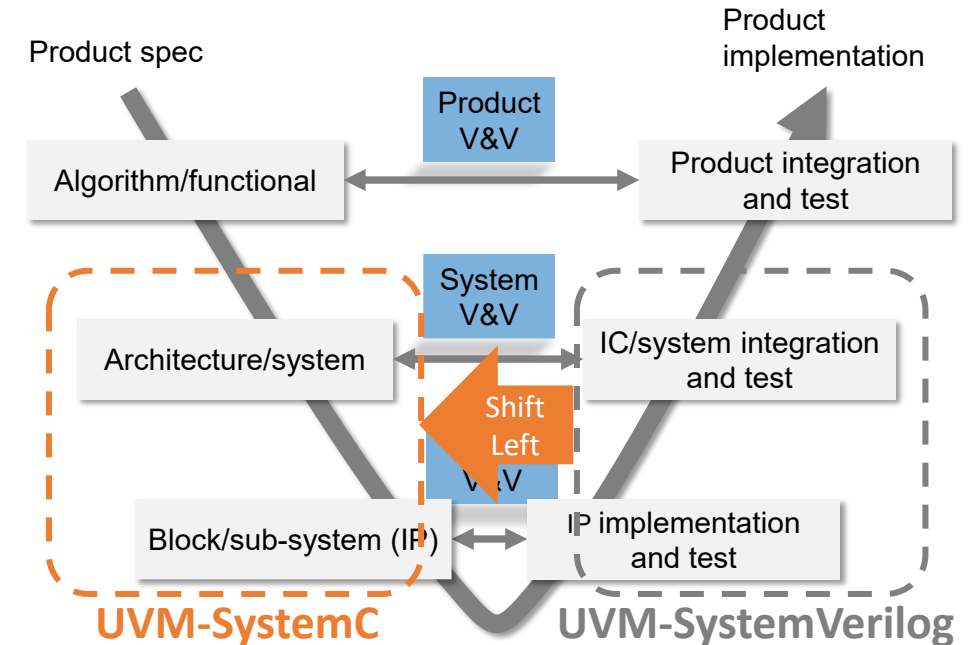 Product
implementation
Product spec
Product
V&V
Algorithm/functional
Product integration
and test
System
V&V
Architecture/system
IC/system integration
and test
Shift
Left
V&V
Block/sub-system (IP)
IP implementation
and test
UVM-SystemC
UVM-SystemVerilog